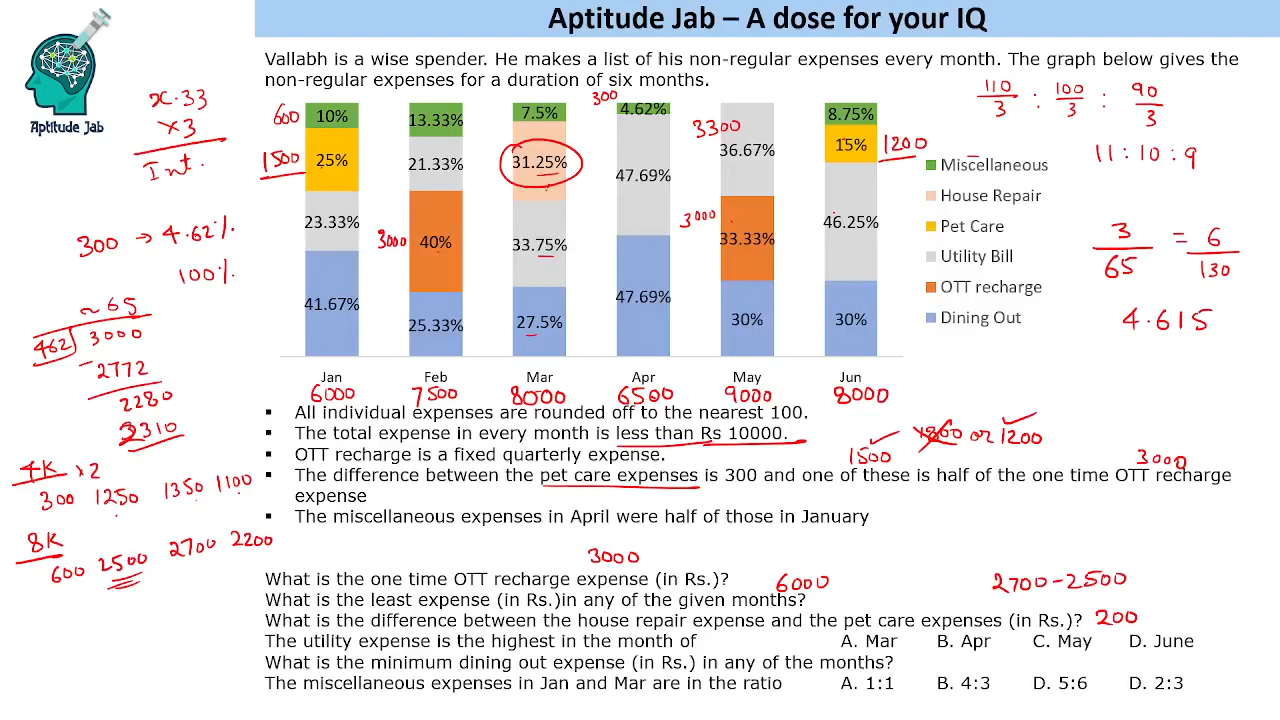 Aptitude Jab – A dose for your IQ
Aptitude Jab
Vallabh is a wise spender. He makes a list of his non-regular expenses every month. The graph below gives the
non-regular expenses for a duration of six months.
x.33
×3
Int.
300 → 4.62%
100%
~ 65
462 3000
- 2772
2280
2310
4K ×2
300 1250 1350 1100
8K
600 2500 2700 2200
600 10% 13.33% 7.5% 300 4.62% 3300 36.67% 8.75%
1500 25% 21.33% 31.25% 47.69% 15% 1200
23.33% 3000 40% 33.75% 3000 33.33% 46.25%
41.67% 25.33% 27.5% 47.69% 30% 30%
Jan Feb Mar Apr May Jun
6000 7500 8000 6500 9000 8000
Miscellaneous
House Repair
Pet Care
Utility Bill
OTT recharge
Dining Out
110/3 : 100/3 : 90/3
11 : 10 : 9
3/65 = 6/130
4.615
▪ All individual expenses are rounded off to the nearest 100.
▪ The total expense in every month is less than Rs 10000.
▪ OTT recharge is a fixed quarterly expense.
1500 1800 or 1200
3000
▪ The difference between the pet care expenses is 300 and one of these is half of the one time OTT recharge
expense
▪ The miscellaneous expenses in April were half of those in January
3000
What is the one time OTT recharge expense (in Rs.)?
6000 2700-2500
What is the least expense (in Rs.)in any of the given months?
What is the difference between the house repair expense and the pet care expenses (in Rs.)? 200
The utility expense is the highest in the month of A. Mar B. Apr C. May D. June
What is the minimum dining out expense (in Rs.) in any of the months?
The miscellaneous expenses in Jan and Mar are in the ratio A. 1:1 B. 4:3 D. 5:6 D. 2:3